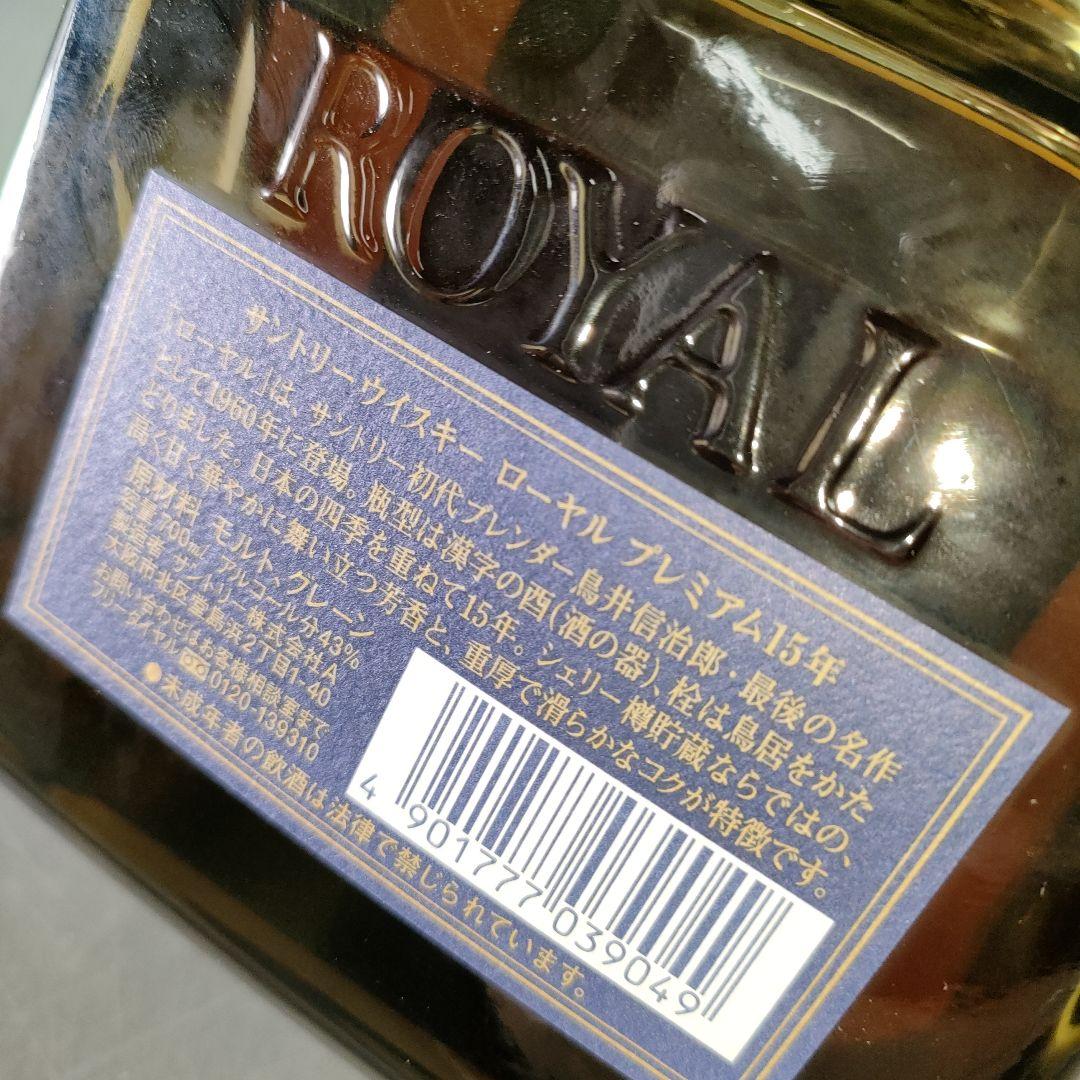 ROYAL
サントリーウイスキー ローヤル プレミアム15年
「ローヤル」は、サントリー初代ブレンダー鳥井信治郎・最後の名作
として1960年に登場。瓶型は漢字の酉(酒の器)、栓は鳥居をかた
どりました。日本の四季を重ねて15年。シェリー樽貯蔵ならではの、
高く甘く華やかに舞い立つ芳香と、重厚で滑らかなコクが特徴です。
原材料 モルト、グレーン
容量700ml/アルコール分43%
製造者 サントリー株式会社A
大阪市北区堂島浜2丁目1-40
お問い合わせはお客様相談室まで
フリーダイヤル 0120-139310
●未成年者の飲酒は法律で禁じられています。
4 901777 039049